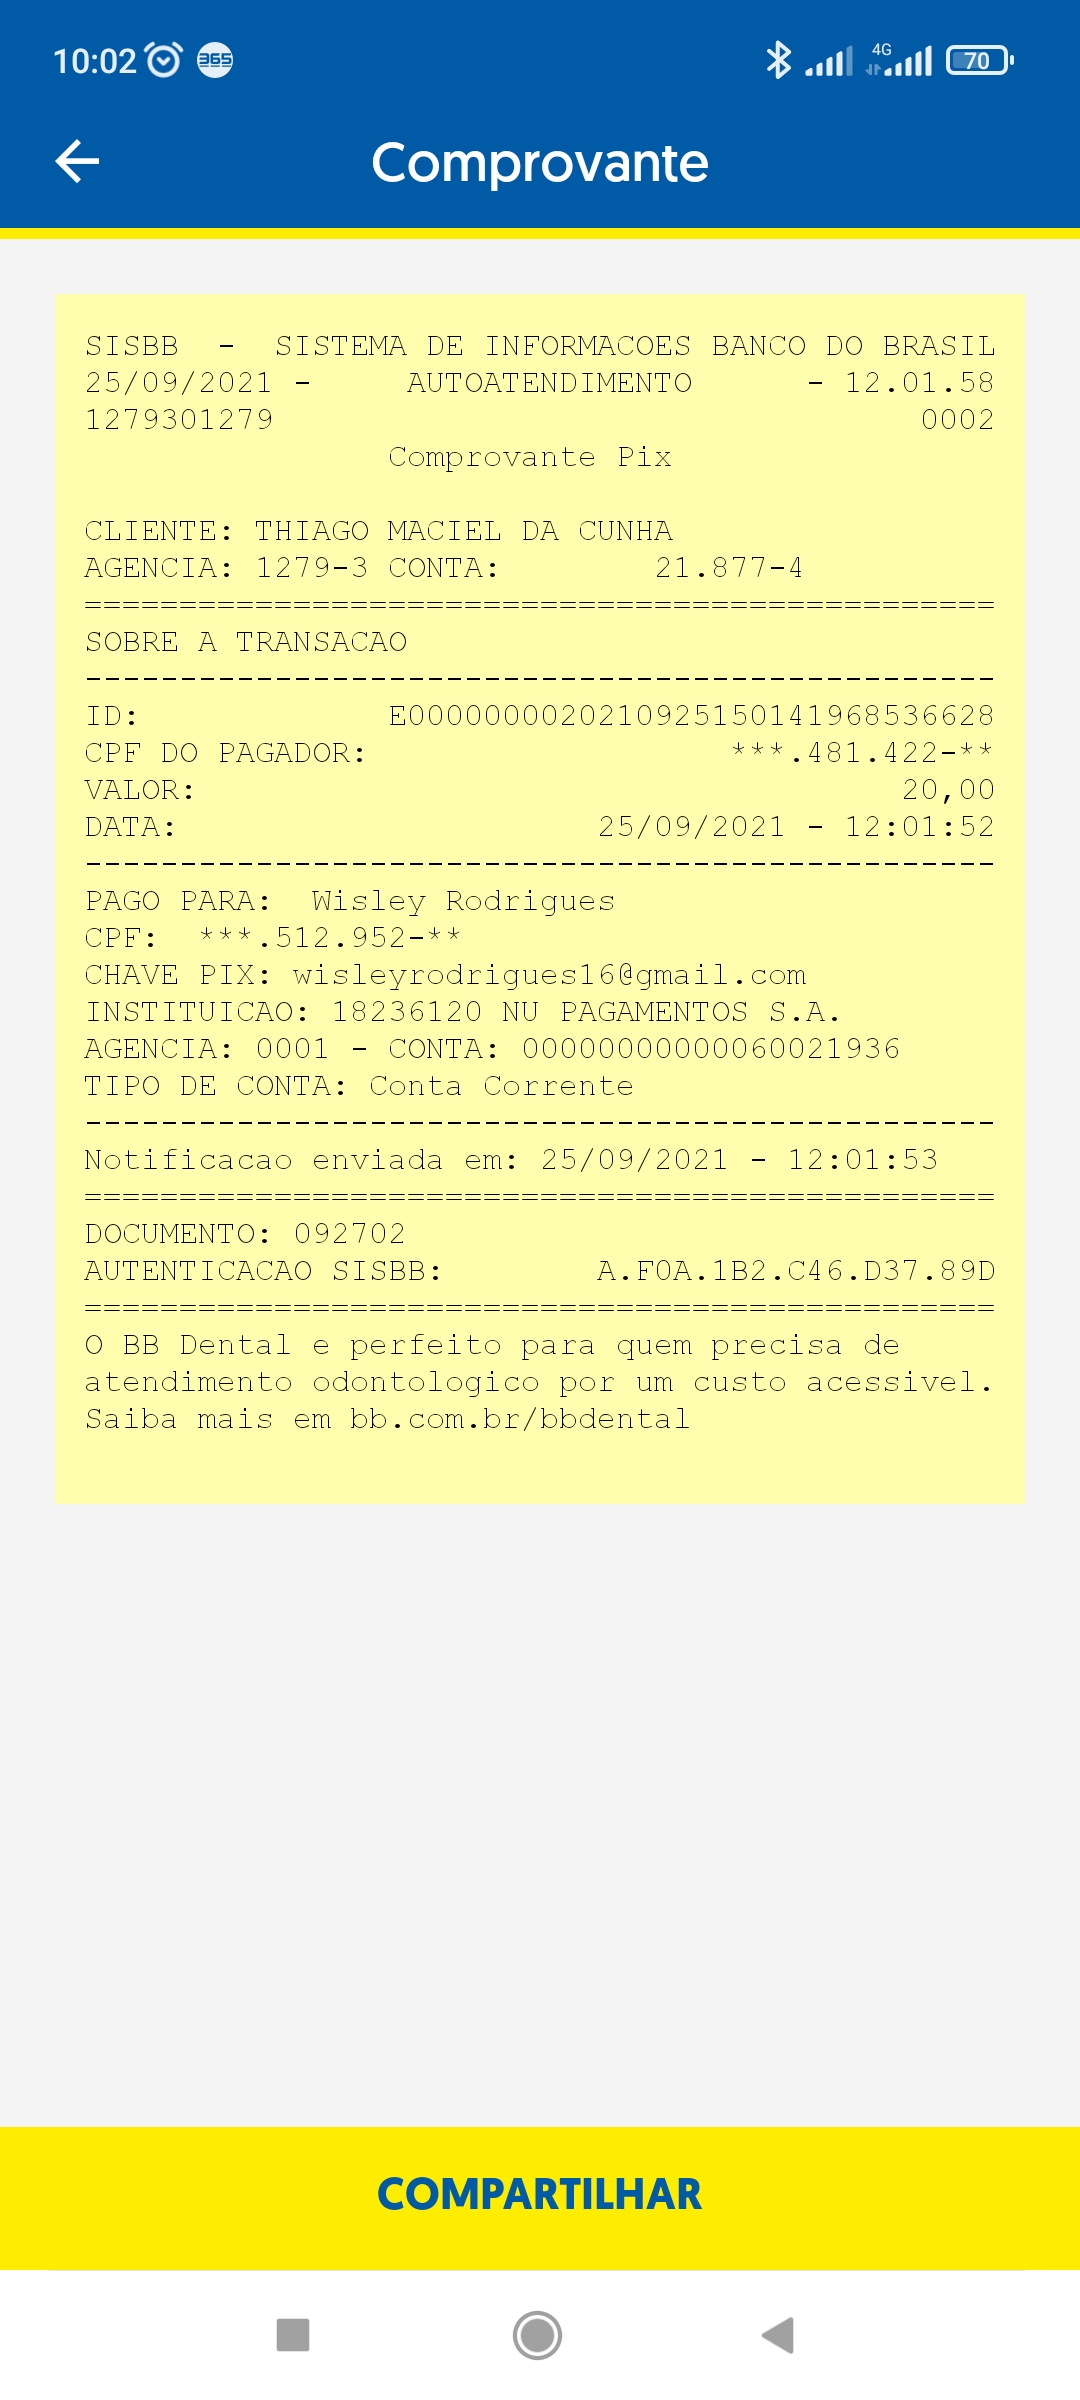 10:02 365 4G 70
Comprovante
SISBB - SISTEMA DE INFORMACOES BANCO DO BRASIL
25/09/2021 - AUTOATENDIMENTO - 12.01.58
1279301279 0002
Comprovante Pix
CLIENTE: THIAGO MACIEL DA CUNHA
AGENCIA: 1279-3 CONTA: 21.877-4
================================================
SOBRE A TRANSACAO
------------------------------------------------
ID: E0000000020210925150141968536628
CPF DO PAGADOR: ***.481.422-**
VALOR: 20,00
DATA: 25/09/2021 - 12:01:52
------------------------------------------------
PAGO PARA: Wisley Rodrigues
CPF: ***.512.952-**
CHAVE PIX: wisleyrodrigues16@gmail.com
INSTITUICAO: 18236120 NU PAGAMENTOS S.A.
AGENCIA: 0001 - CONTA: 00000000000060021936
TIPO DE CONTA: Conta Corrente
------------------------------------------------
Notificacao enviada em: 25/09/2021 - 12:01:53
================================================
DOCUMENTO: 092702
AUTENTICACAO SISBB: A.F0A.1B2.C46.D37.89D
================================================
O BB Dental e perfeito para quem precisa de
atendimento odontologico por um custo acessivel.
Saiba mais em bb.com.br/bbdental
COMPARTILHAR